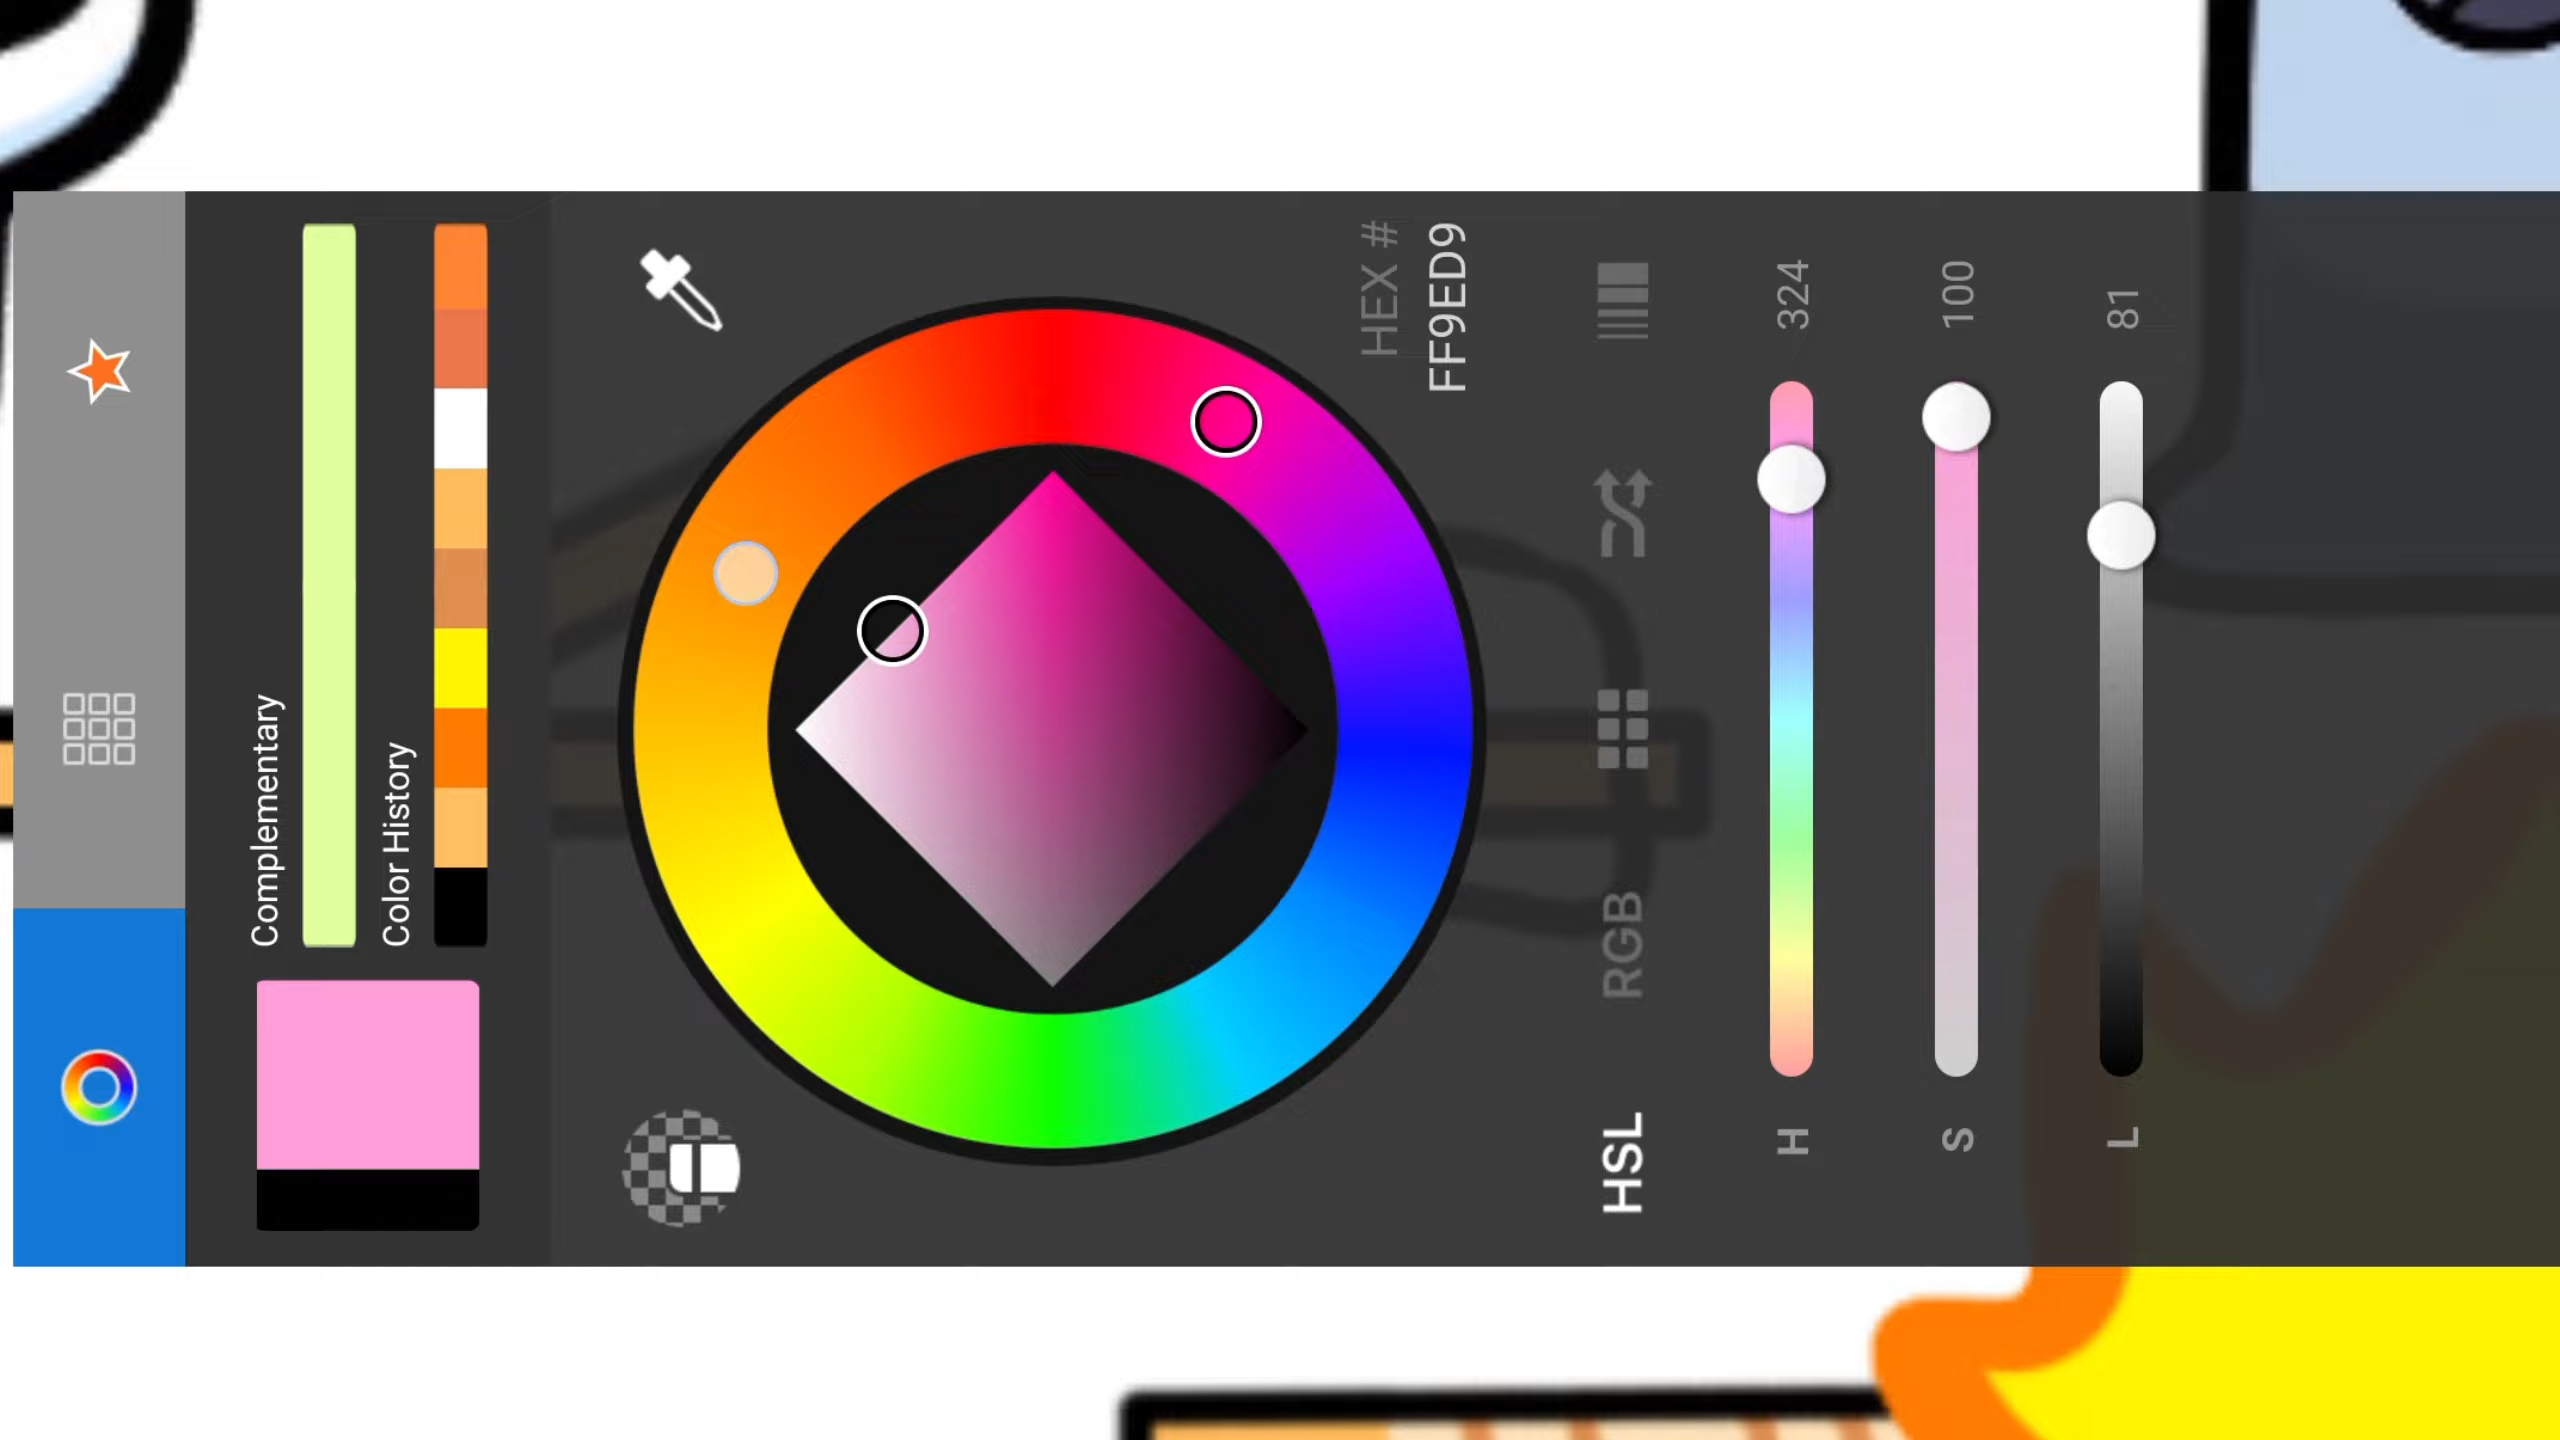 Complementary
Color History
HEX #
FF9ED9
HSL
RGB
H
324
S
100
L
81